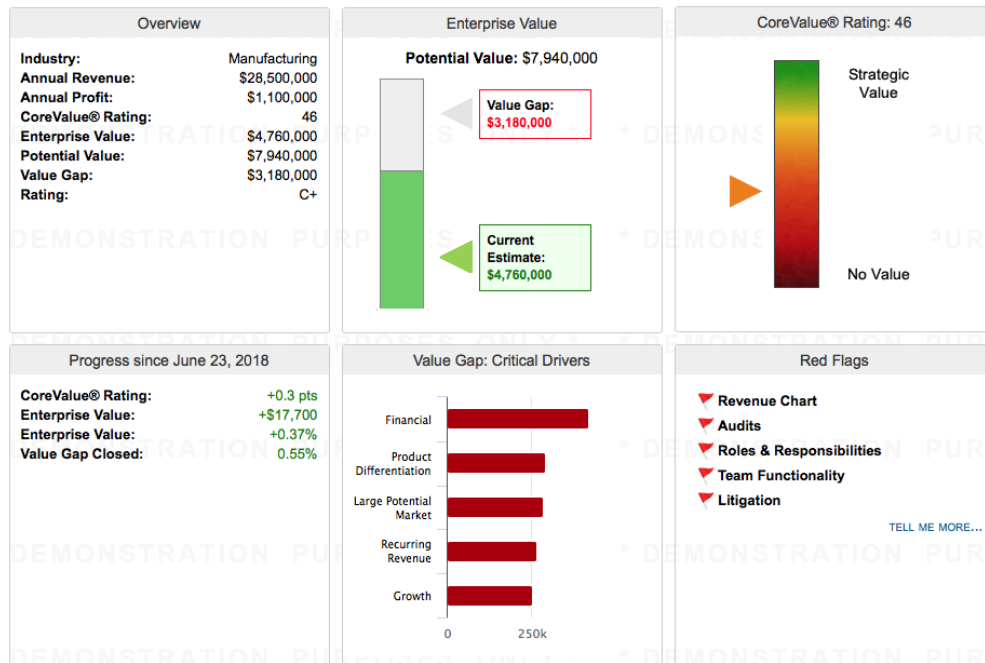 Overview
Industry: Manufacturing
Annual Revenue: $28,500,000
Annual Profit: $1,100,000
CoreValue® Rating: 46
Enterprise Value: $4,760,000
Potential Value: $7,940,000
Value Gap: $3,180,000
Rating: C+
Enterprise Value
Potential Value: $7,940,000
Value Gap:
$3,180,000
Current
Estimate:
$4,760,000
CoreValue® Rating: 46
Strategic
Value
No Value
Progress since June 23, 2018
CoreValue® Rating: +0.3 pts
Enterprise Value: +$17,700
Enterprise Value: +0.37%
Value Gap Closed: 0.55%
Value Gap: Critical Drivers
Financial
Product
Differentiation
Large Potential
Market
Recurring
Revenue
Growth
0 250k
Red Flags
Revenue Chart
Audits
Roles & Responsibilities
Team Functionality
Litigation
TELL ME MORE...